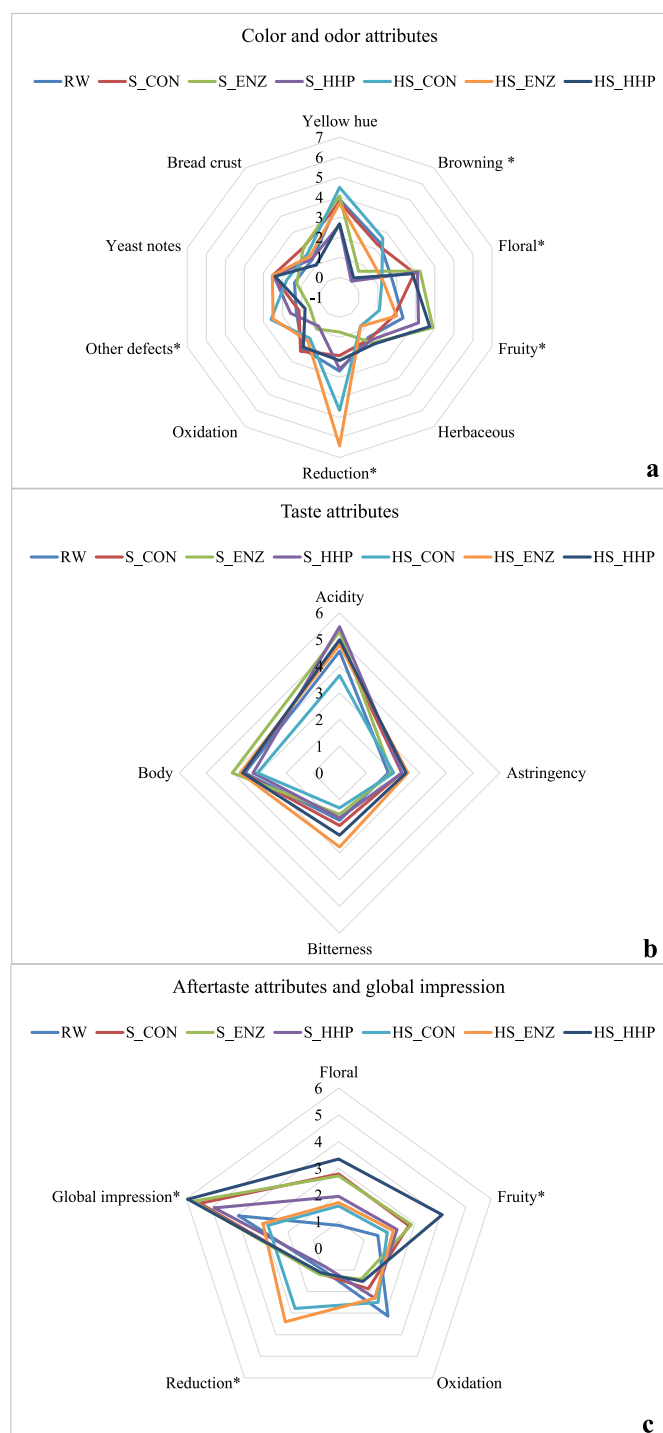 Color and odor attributes
RW S_CON S_ENZ S_HHP HS_CON HS_ENZ HS_HHP
Yellow hue
7
Bread crust
Browning *
6
5
4
Yeast notes
Floral*
3
2
1
0
-1
Other defects*
Fruity*
Oxidation
Herbaceous
Reduction*
a
Taste attributes
RW S_CON S_ENZ S_HHP HS_CON HS_ENZ HS_HHP
Acidity
6
5
4
3
2
1
Body
0
Astringency
Bitterness
b
Aftertaste attributes and global impression
RW S_CON S_ENZ S_HHP HS_CON HS_ENZ HS_HHP
Floral
6
5
4
3
Global impression*
2
Fruity*
1
0
Reduction*
Oxidation
c